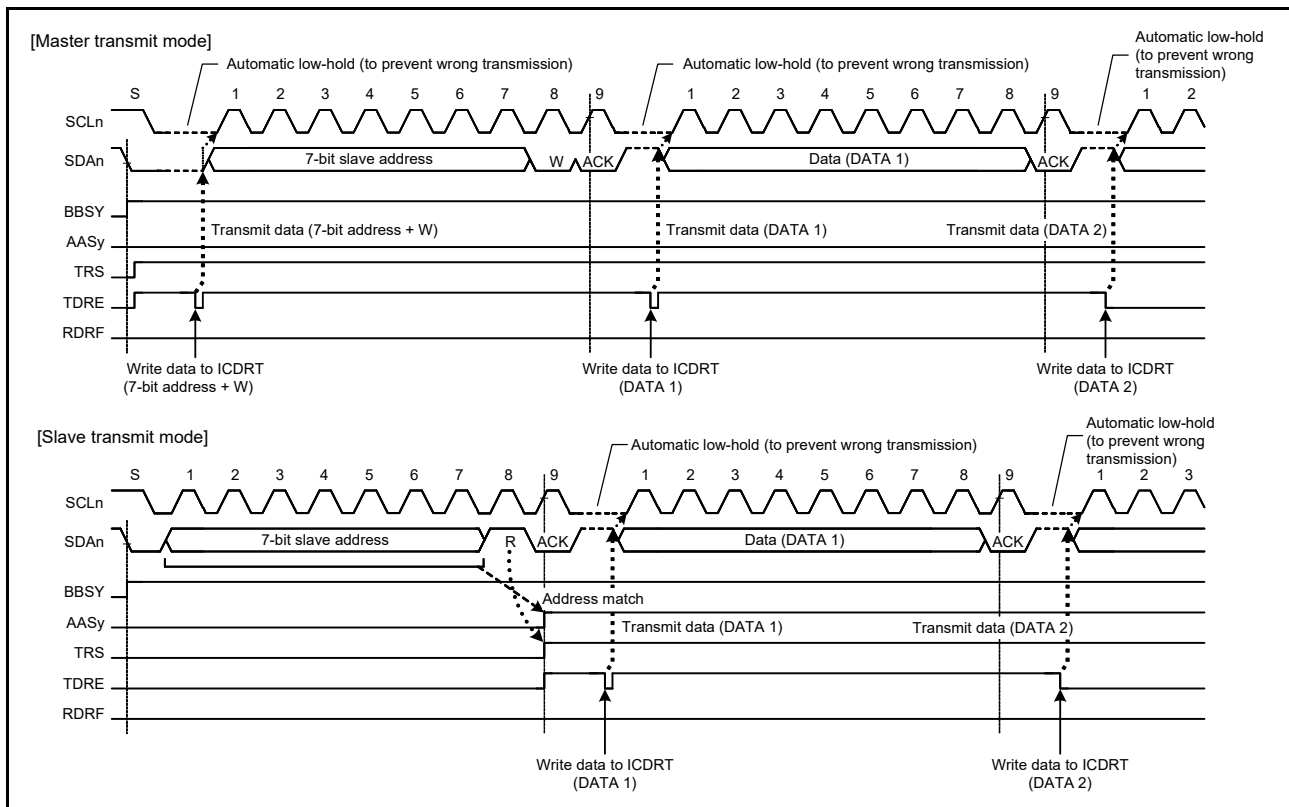 [Master transmit mode]
Automatic low-hold (to prevent wrong transmission)
Automatic low-hold (to prevent wrong transmission)
Automatic low-hold
(to prevent wrong
transmission)
S 1 2 3 4 5 6 7 8 9 1 2 3 4 5 6 7 8 9 1 2
SCLn
SDAn 7-bit slave address W ACK Data (DATA 1) ACK
BBSY
Transmit data (7-bit address + W) Transmit data (DATA 1) Transmit data (DATA 2)
AASy
TRS
TDRE
RDRF
Write data to ICDRT
(7-bit address + W)
Write data to ICDRT
(DATA 1)
Write data to ICDRT
(DATA 2)
[Slave transmit mode]
Automatic low-hold (to prevent wrong transmission)
Automatic low-hold
(to prevent wrong
transmission)
S 1 2 3 4 5 6 7 8 9 1 2 3 4 5 6 7 8 9 1 2 3
SCLn
SDAn 7-bit slave address R ACK Data (DATA 1) ACK
BBSY
Address match
AASy
Transmit data (DATA 1) Transmit data (DATA 2)
TRS
TDRE
RDRF
Write data to ICDRT
(DATA 1)
Write data to ICDRT
(DATA 2)